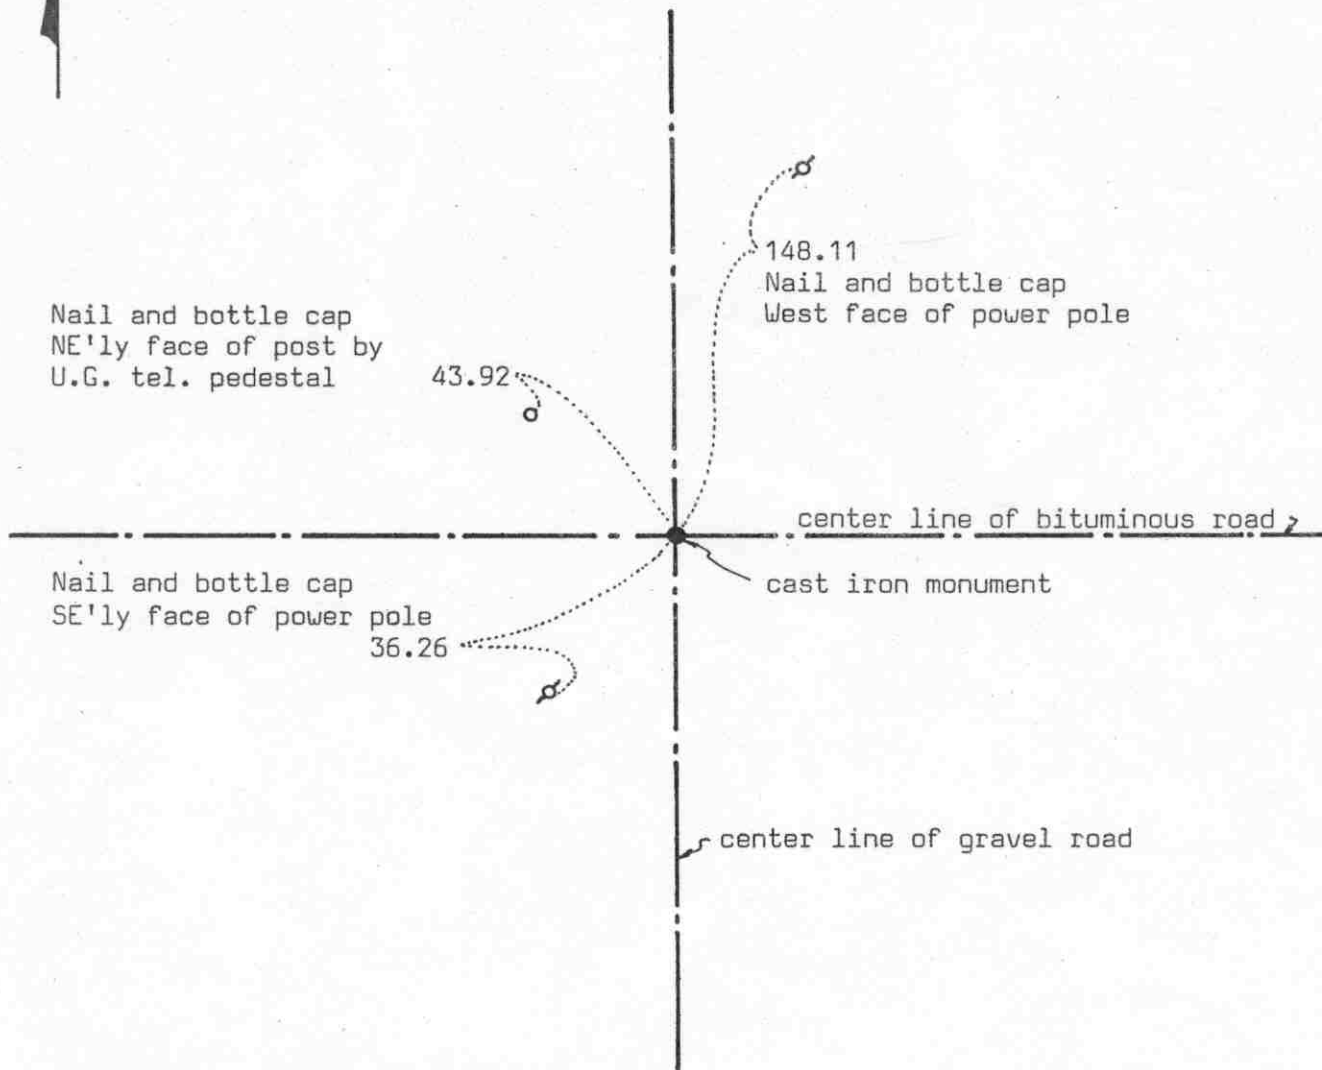 148.11
Nail and bottle cap
West face of power pole
Nail and bottle cap
NE'ly face of post by
U.G. tel. pedestal
43.92
center line of bituminous road
cast iron monument
Nail and bottle cap
SE'ly face of power pole
36.26
center line of gravel road